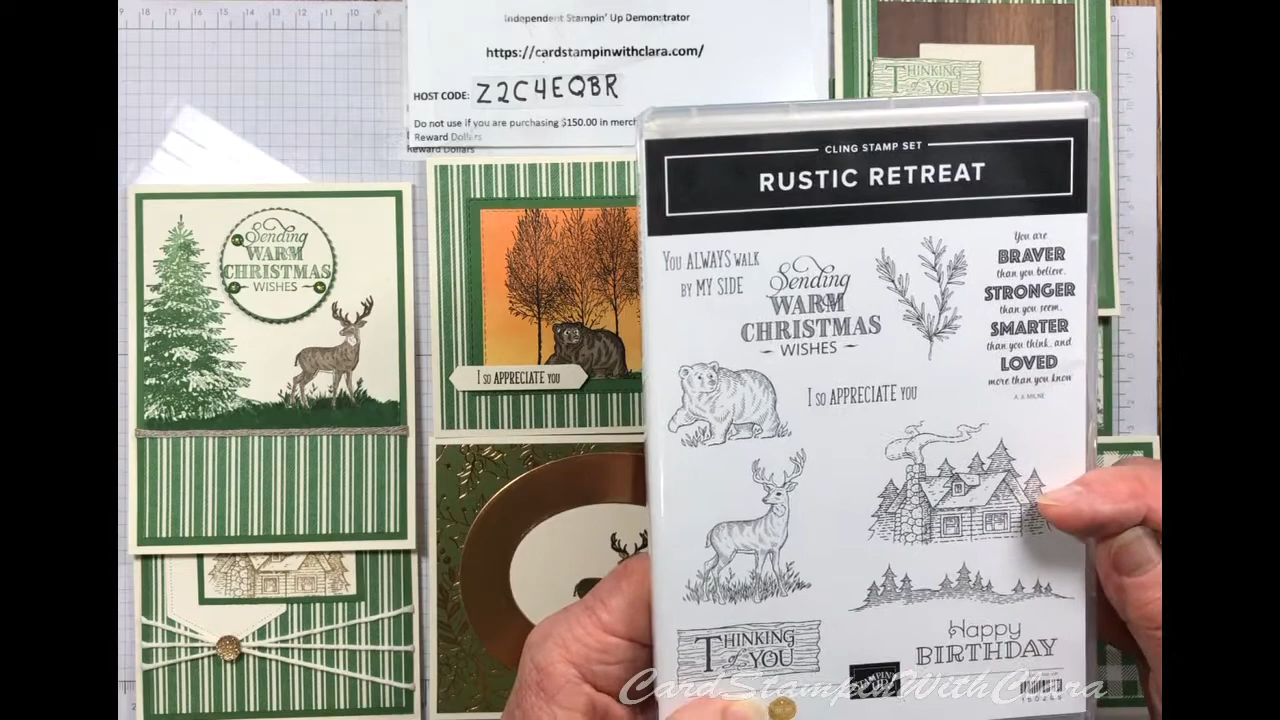 Independent Stampin' Up Demonstrator
https://cardstampinwithclara.com/
HOST CODE: Z2C4EQBR
Do not use if you are purchasing $150.00 in merch
Reward Dollars
Reward Dollars
THINKING
of YOU
Sending
WARM
CHRISTMAS
WISHES
I SO APPRECIATE YOU
CLING STAMP SET
RUSTIC RETREAT
YOU ALWAYS WALK
BY MY SIDE
Sending
WARM
CHRISTMAS
WISHES
You are
BRAVER
than you believe,
STRONGER
than you seem,
SMARTER
than you think, and
LOVED
more than you know
A. A. MILNE
I SO APPRECIATE YOU
THINKING
of YOU
Happy
BIRTHDAY
STAMPIN' UP!
CardStampinWithClara